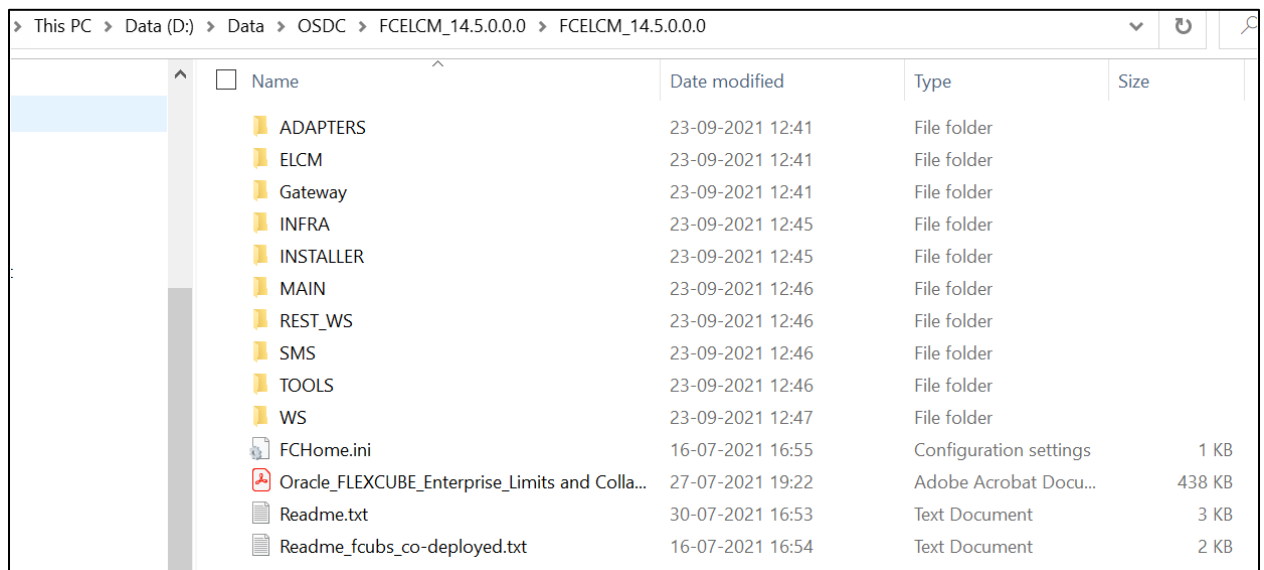 > This PC > Data (D:) > Data > OSDC > FCELCM_14.5.0.0.0 > FCELCM_14.5.0.0.0
Name Date modified Type Size
ADAPTERS 23-09-2021 12:41 File folder
ELCM 23-09-2021 12:41 File folder
Gateway 23-09-2021 12:41 File folder
INFRA 23-09-2021 12:45 File folder
INSTALLER 23-09-2021 12:45 File folder
MAIN 23-09-2021 12:46 File folder
REST_WS 23-09-2021 12:46 File folder
SMS 23-09-2021 12:46 File folder
TOOLS 23-09-2021 12:46 File folder
WS 23-09-2021 12:47 File folder
FCHome.ini 16-07-2021 16:55 Configuration settings 1 KB
Oracle_FLEXCUBE_Enterprise_Limits and Colla... 27-07-2021 19:22 Adobe Acrobat Docu... 438 KB
Readme.txt 30-07-2021 16:53 Text Document 3 KB
Readme_fcubs_co-deployed.txt 16-07-2021 16:54 Text Document 2 KB